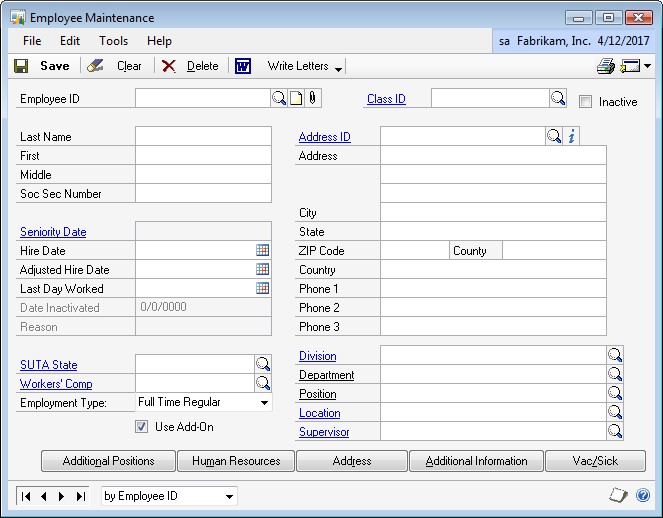 Employee Maintenance
File Edit Tools Help sa Fabrikam, Inc. 4/12/2017
Save Clear Delete W Write Letters
Employee ID Class ID Inactive
Last Name Address ID i
First Address
Middle
Soc Sec Number
City
Seniority Date State
Hire Date ZIP Code County
Adjusted Hire Date Country
Last Day Worked Phone 1
Date Inactivated 0/0/0000 Phone 2
Reason Phone 3
Division
SUTA State Department
Workers' Comp Position
Employment Type: Full Time Regular Location
Use Add-On Supervisor
Additional Positions Human Resources Address Additional Information Vac/Sick
by Employee ID ?